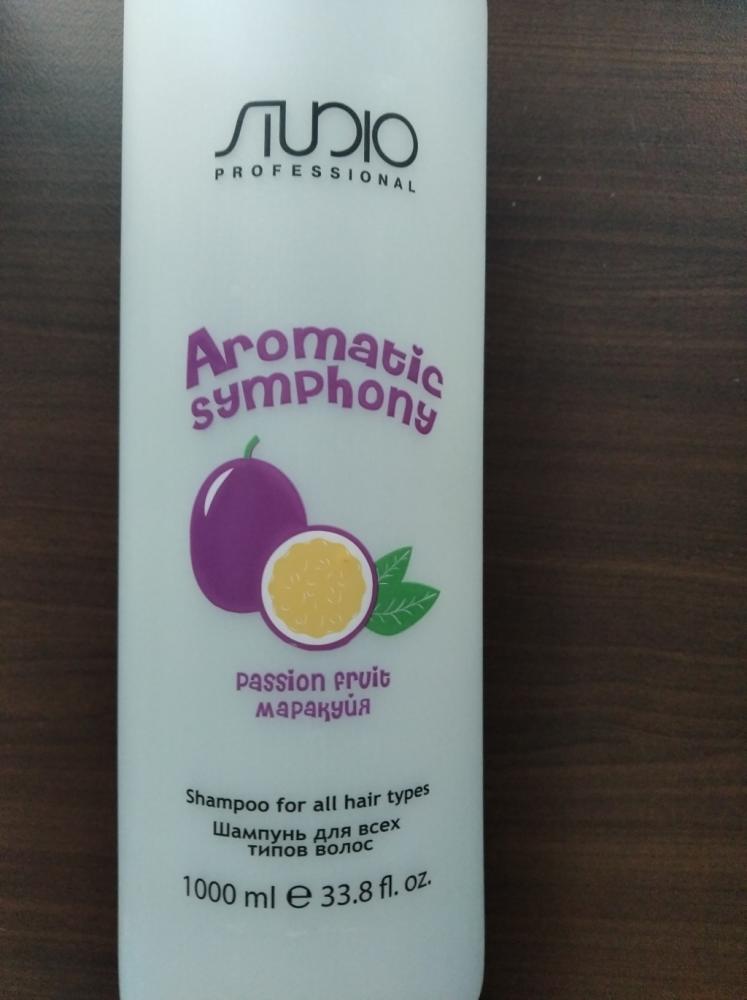 STUDIO
PROFESSIONAL
Aromatic
symphony
passion fruit
маракуйя
Shampoo for all hair types
Шампунь для всех
типов волос
1000 ml ℮ 33.8 fl. oz.